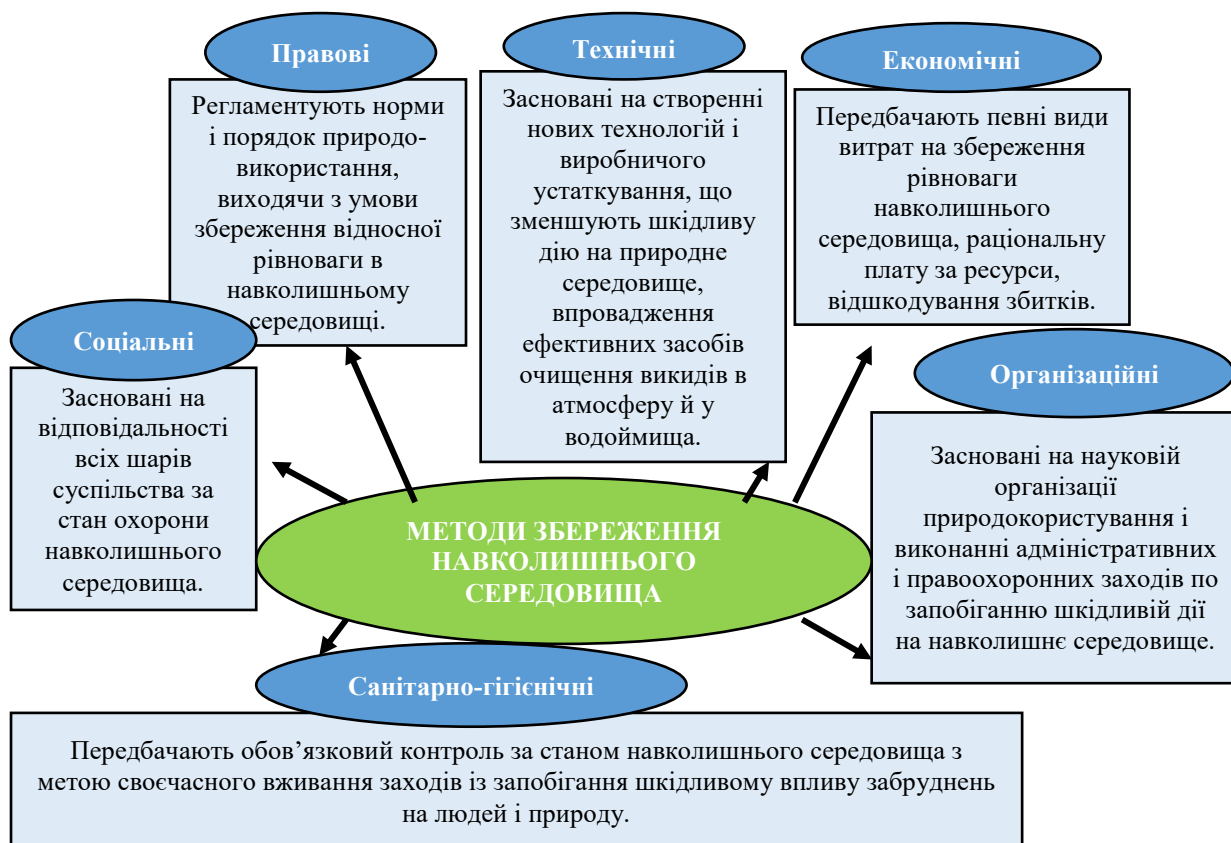 Правові
Регламентують норми
і порядок природо-
використання,
виходячи з умови
збереження відносної
рівноваги в
навколишньому
середовищі.
Технічні
Засновані на створенні
нових технологій і
виробничого
устаткування, що
зменшують шкідливу
дію на природне
середовище,
впровадження
ефективних засобів
очищення викидів в
атмосферу й у
водоймища.
Економічні
Передбачають певні види
витрат на збереження
рівноваги
навколишнього
середовища, раціональну
плату за ресурси,
відшкодування збитків.
Соціальні
Засновані на
відповідальності
всіх шарів
суспільства за
стан охорони
навколишнього
середовища.
Організаційні
Засновані на науковій
організації
природокористування і
виконанні адміністративних
і правоохоронних заходів по
запобіганню шкідливій дії
на навколишнє середовище.
МЕТОДИ ЗБЕРЕЖЕННЯ
НАВКОЛИШНЬОГО
СЕРЕДОВИЩА
Санітарно-гігієнічні
Передбачають обов’язковий контроль за станом навколишнього середовища з
метою своєчасного вживання заходів із запобігання шкідливому впливу забруднень
на людей і природу.